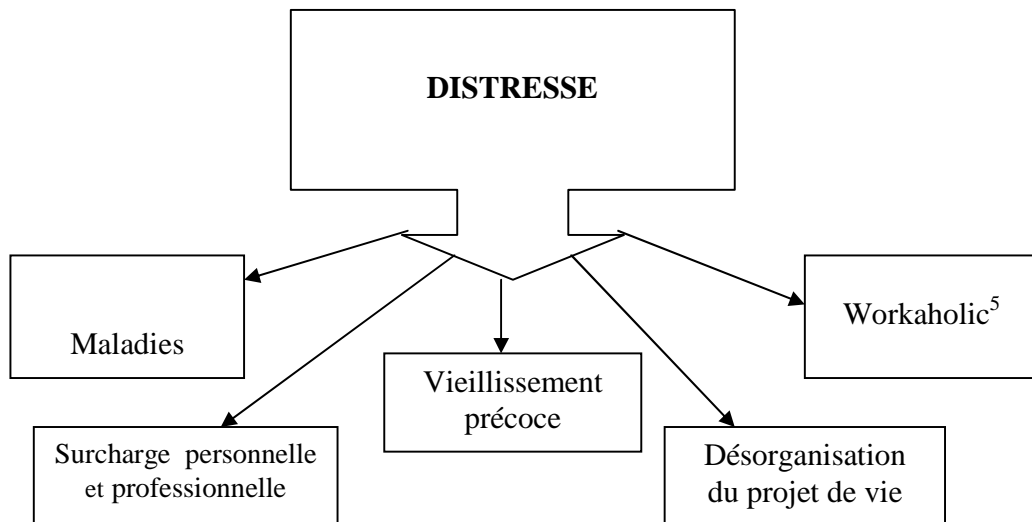 DISTRESSE
Maladies
Workaholic⁵
Vieillissement
précoce
Surcharge personnelle
et professionnelle
Désorganisation
du projet de vie